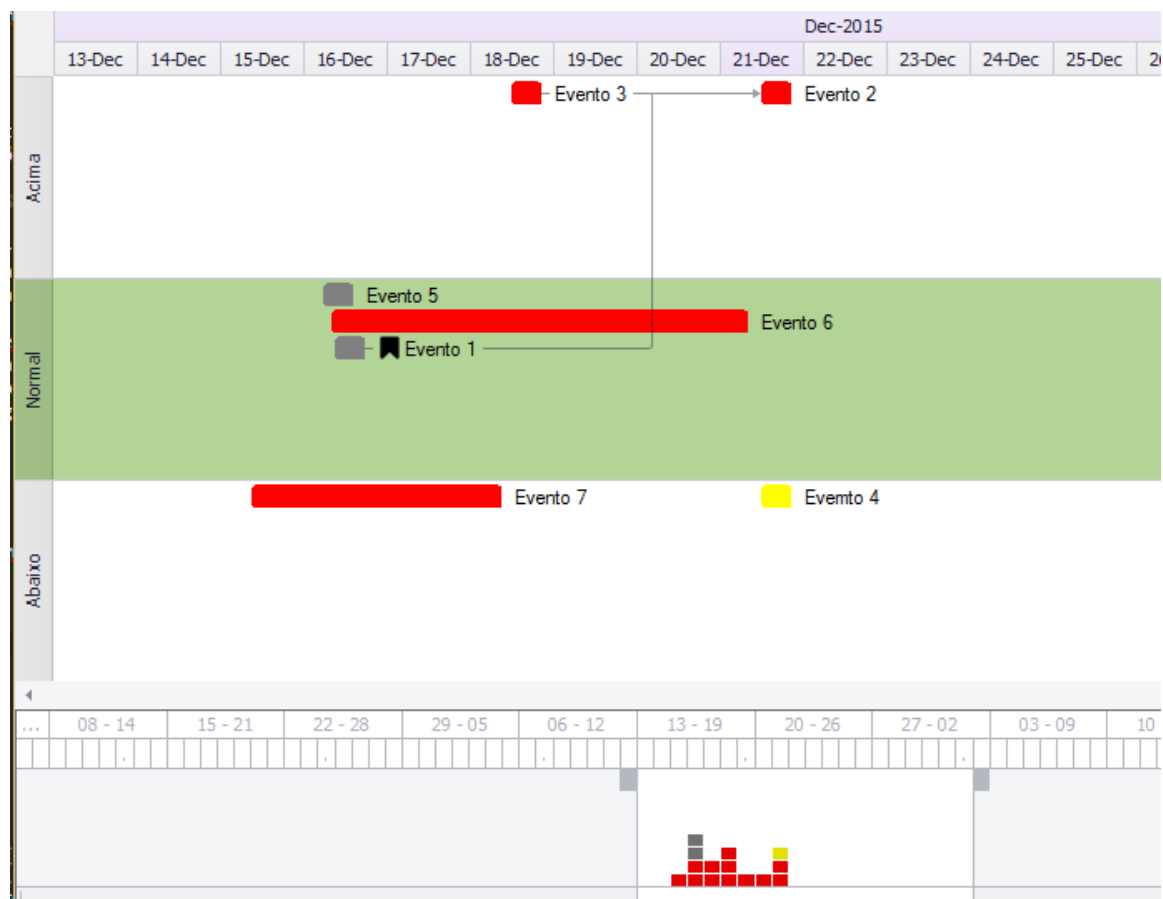 Dec-2015
13-Dec 14-Dec 15-Dec 16-Dec 17-Dec 18-Dec 19-Dec 20-Dec 21-Dec 22-Dec 23-Dec 24-Dec 25-Dec
Evento 3 Evento 2
Acima
Evento 5
Evento 6
Evento 1
Normal
Evento 7 Evemto 4
Abaixo
... 08 - 14 15 - 21 22 - 28 29 - 05 06 - 12 13 - 19 20 - 26 27 - 02 03 - 09 10